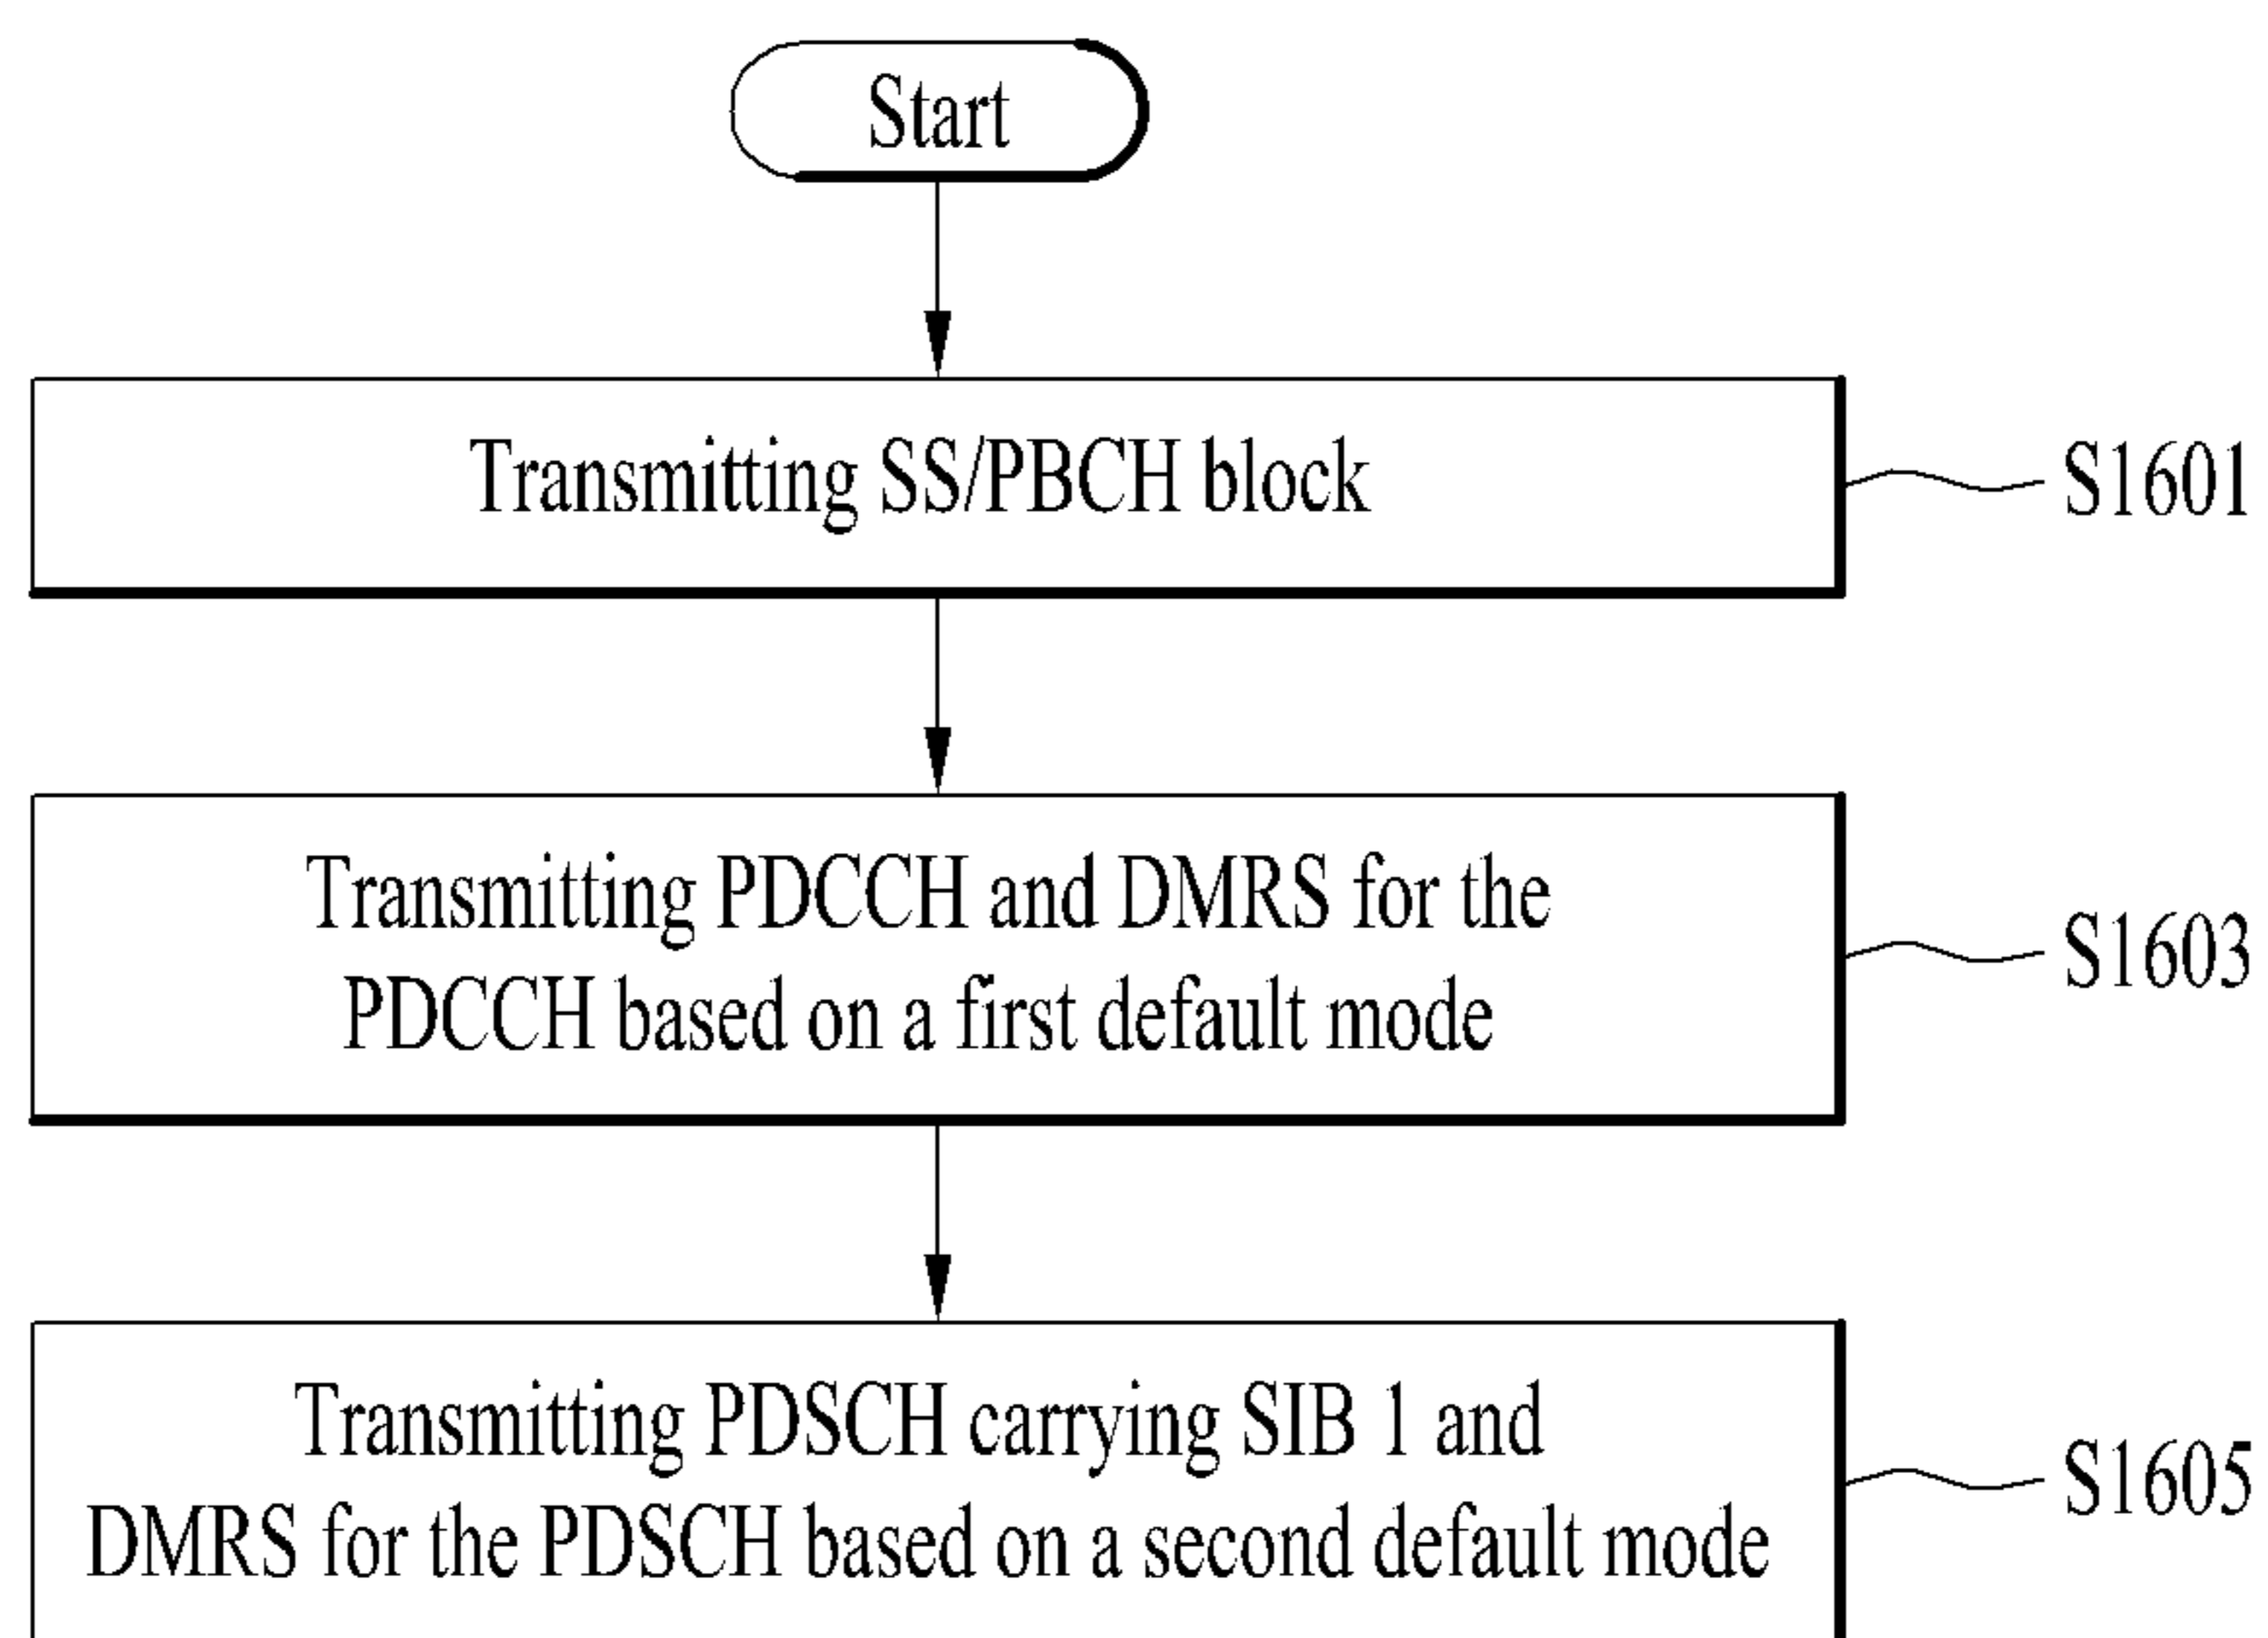 Start
Transmitting SS/PBCH block
S1601
Transmitting PDCCH and DMRS for the
PDCCH based on a first default mode
S1603
Transmitting PDSCH carrying SIB 1 and
DMRS for the PDSCH based on a second default mode
S1605